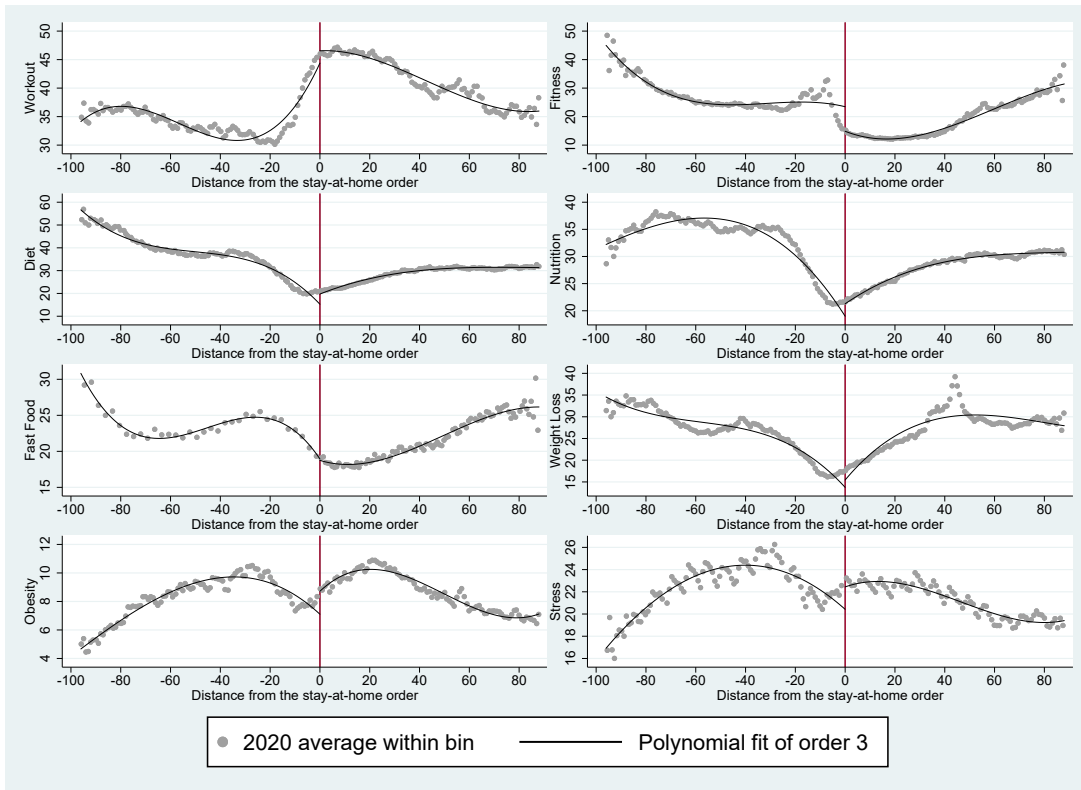 Workout
50
45
40
35
30
-100 -80 -60 -40 -20 0 20 40 60 80
Distance from the stay-at-home order
Fitness
50
40
30
20
10
-100 -80 -60 -40 -20 0 20 40 60 80
Distance from the stay-at-home order
Diet
60
50
40
30
20
10
-100 -80 -60 -40 -20 0 20 40 60 80
Distance from the stay-at-home order
Nutrition
40
35
30
25
20
-100 -80 -60 -40 -20 0 20 40 60 80
Distance from the stay-at-home order
Fast Food
30
25
20
15
-100 -80 -60 -40 -20 0 20 40 60 80
Distance from the stay-at-home order
Weight Loss
40
35
30
25
20
15
-100 -80 -60 -40 -20 0 20 40 60 80
Distance from the stay-at-home order
Obesity
12
10
8
6
4
-100 -80 -60 -40 -20 0 20 40 60 80
Distance from the stay-at-home order
Stress
26
24
22
20
18
16
-100 -80 -60 -40 -20 0 20 40 60 80
Distance from the stay-at-home order
2020 average within bin Polynomial fit of order 3